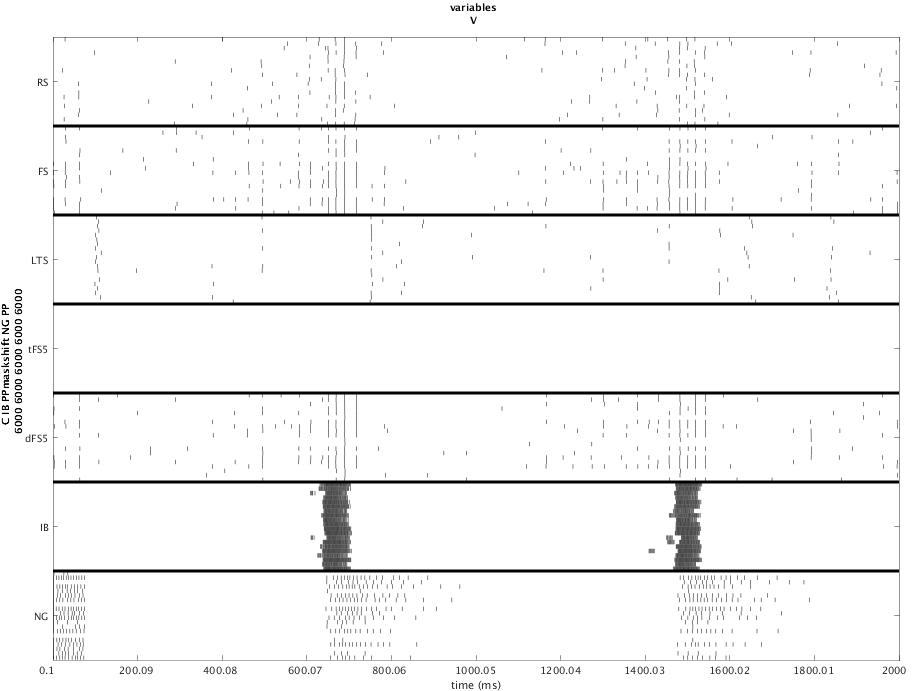 variables
V
RS
FS
LTS
tFS5
dFS5
IB
NG
C IB PPmaskshift NG PP
6000 6000 6000 6000 6000
0.1 200.09 400.08 600.07 800.06 1000.05 1200.04 1400.03 1600.02 1800.01 2000
time (ms)